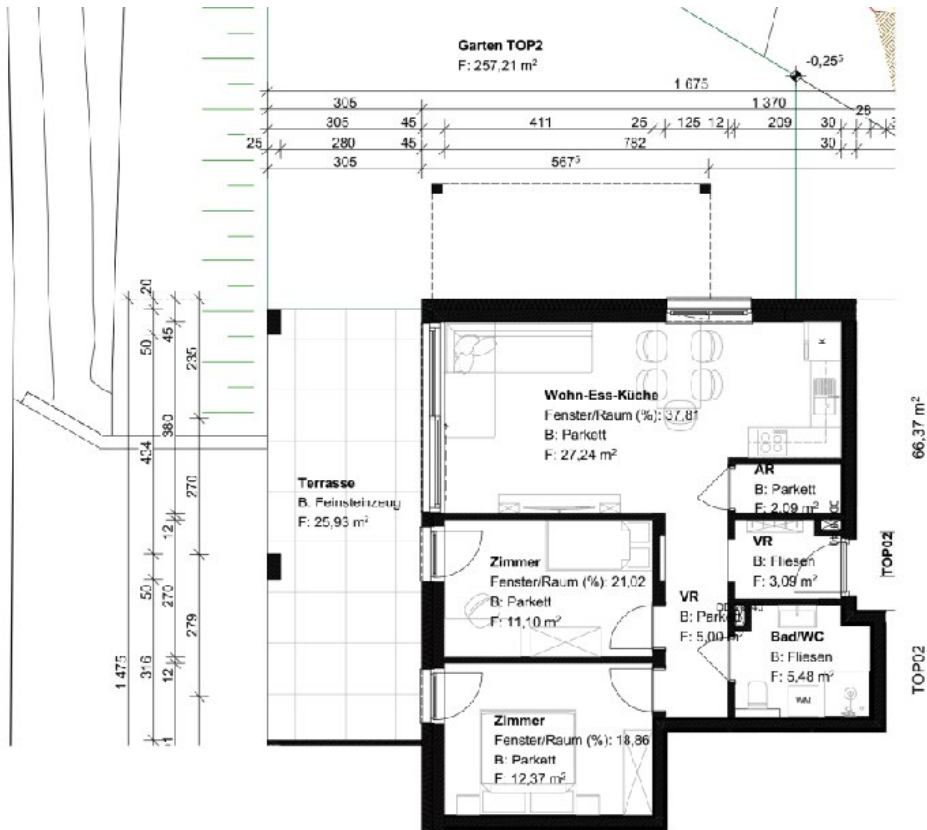 Garten TOP2
F: 257,21 m²
-0,25⁵
1 675
305
1 370
28
305
45
411
25
125
12
209
30
25
280
45
782
30
305
567⁵
20
50
45
235
380
434
270
12
50
270
279
1 475
316
12
1
Wohn-Ess-Küche
Fenster/Raum (%): 37,81
B: Parkett
F: 27,24 m²
K
66,37 m²
AR
B: Parkett
F: 2,09 m²
Terrasse
B: Feinsteinzeug
F: 25,93 m²
VR
B: Fliesen
F: 3,09 m²
TOP02
Zimmer
Fenster/Raum (%): 21,02
B: Parkett
F: 11,10 m²
VR
B: Parkett
F: 5,00 m²
Bad/WC
B: Fliesen
F: 5,48 m²
WM
TOP02
Zimmer
Fenster/Raum (%): 18,86
B: Parkett
F: 12,37 m²